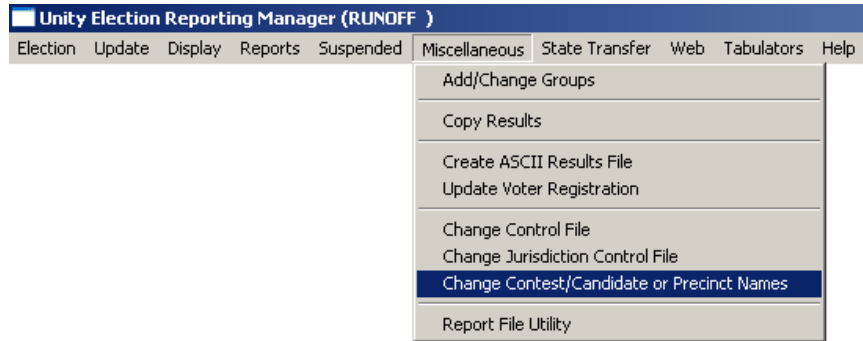 Unity Election Reporting Manager (RUNOFF )
Election Update Display Reports Suspended Miscellaneous State Transfer Web Tabulators Help
Add/Change Groups
Copy Results
Create ASCII Results File
Update Voter Registration
Change Control File
Change Jurisdiction Control File
Change Contest/Candidate or Precinct Names
Report File Utility